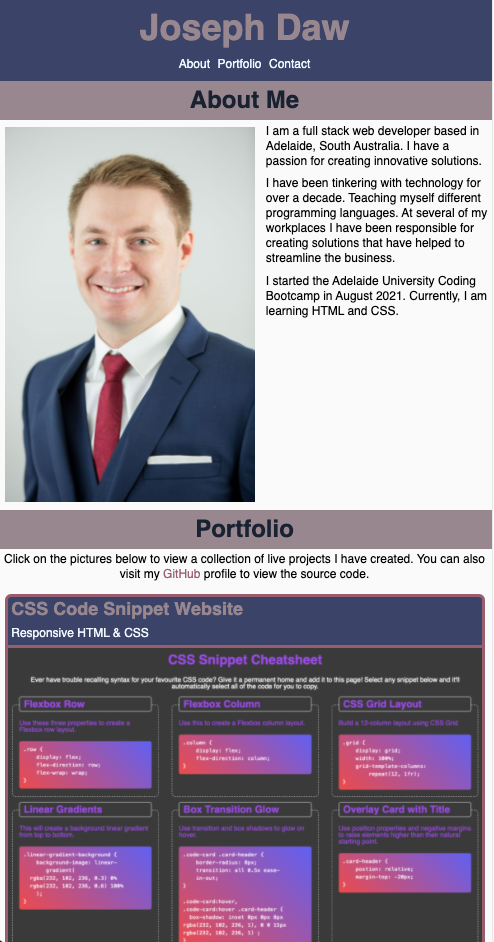 Joseph Daw
About Portfolio Contact
About Me
I am a full stack web developer based in
Adelaide, South Australia. I have a
passion for creating innovative solutions.
I have been tinkering with technology for
over a decade. Teaching myself different
programming languages. At several of my
workplaces I have been responsible for
creating solutions that have helped to
streamline the business.
I started the Adelaide University Coding
Bootcamp in August 2021. Currently, I am
learning HTML and CSS.
Portfolio
Click on the pictures below to view a collection of live projects I have created. You can also
visit my GitHub profile to view the source code.
CSS Code Snippet Website
Responsive HTML & CSS
CSS Snippet Cheatsheet
Ever have trouble recalling syntax for your favourite CSS code? Give it a permanent home and add it to this page! Select any snippet below and it'll
automatically select all of the code for you to copy.
Flexbox Row
Use these three properties to create a
Flexbox row layout.
.row {
display: flex;
flex-direction: row;
flex-wrap: wrap;
}
Flexbox Column
Use this to create a Flexbox column layout.
.column {
display: flex;
flex-direction: column;
}
CSS Grid Layout
Build a 12-column layout using CSS Grid
.grid {
display: grid;
width: 100%;
grid-template-columns:
repeat(12, 1fr);
}
Linear Gradients
This will create a background linear gradient
from top to bottom.
.linear-gradient-background {
background-image: linear-
gradient(
rgba(232, 102, 236, 0.3) 0%
rgba(232, 102, 236, 0.6) 100%
);
}
Box Transition Glow
Use transition and box shadows to glow on
hover.
.code-card .card-header {
border-radius: 8px;
transition: all 0.5s ease-
in-out;
}
.code-card:hover,
.code-card:hover .card-header {
box-shadow: inset 0px 0px 8px
rgba(232, 102, 236, 1), 0 0 15px
rgba(232, 102, 236, 1) ;
}
Overlay Card with Title
Use position properties and negative margins
to raise elements higher than their natural
starting point.
.card-header {
position: relative;
margin-top: -20px;
}